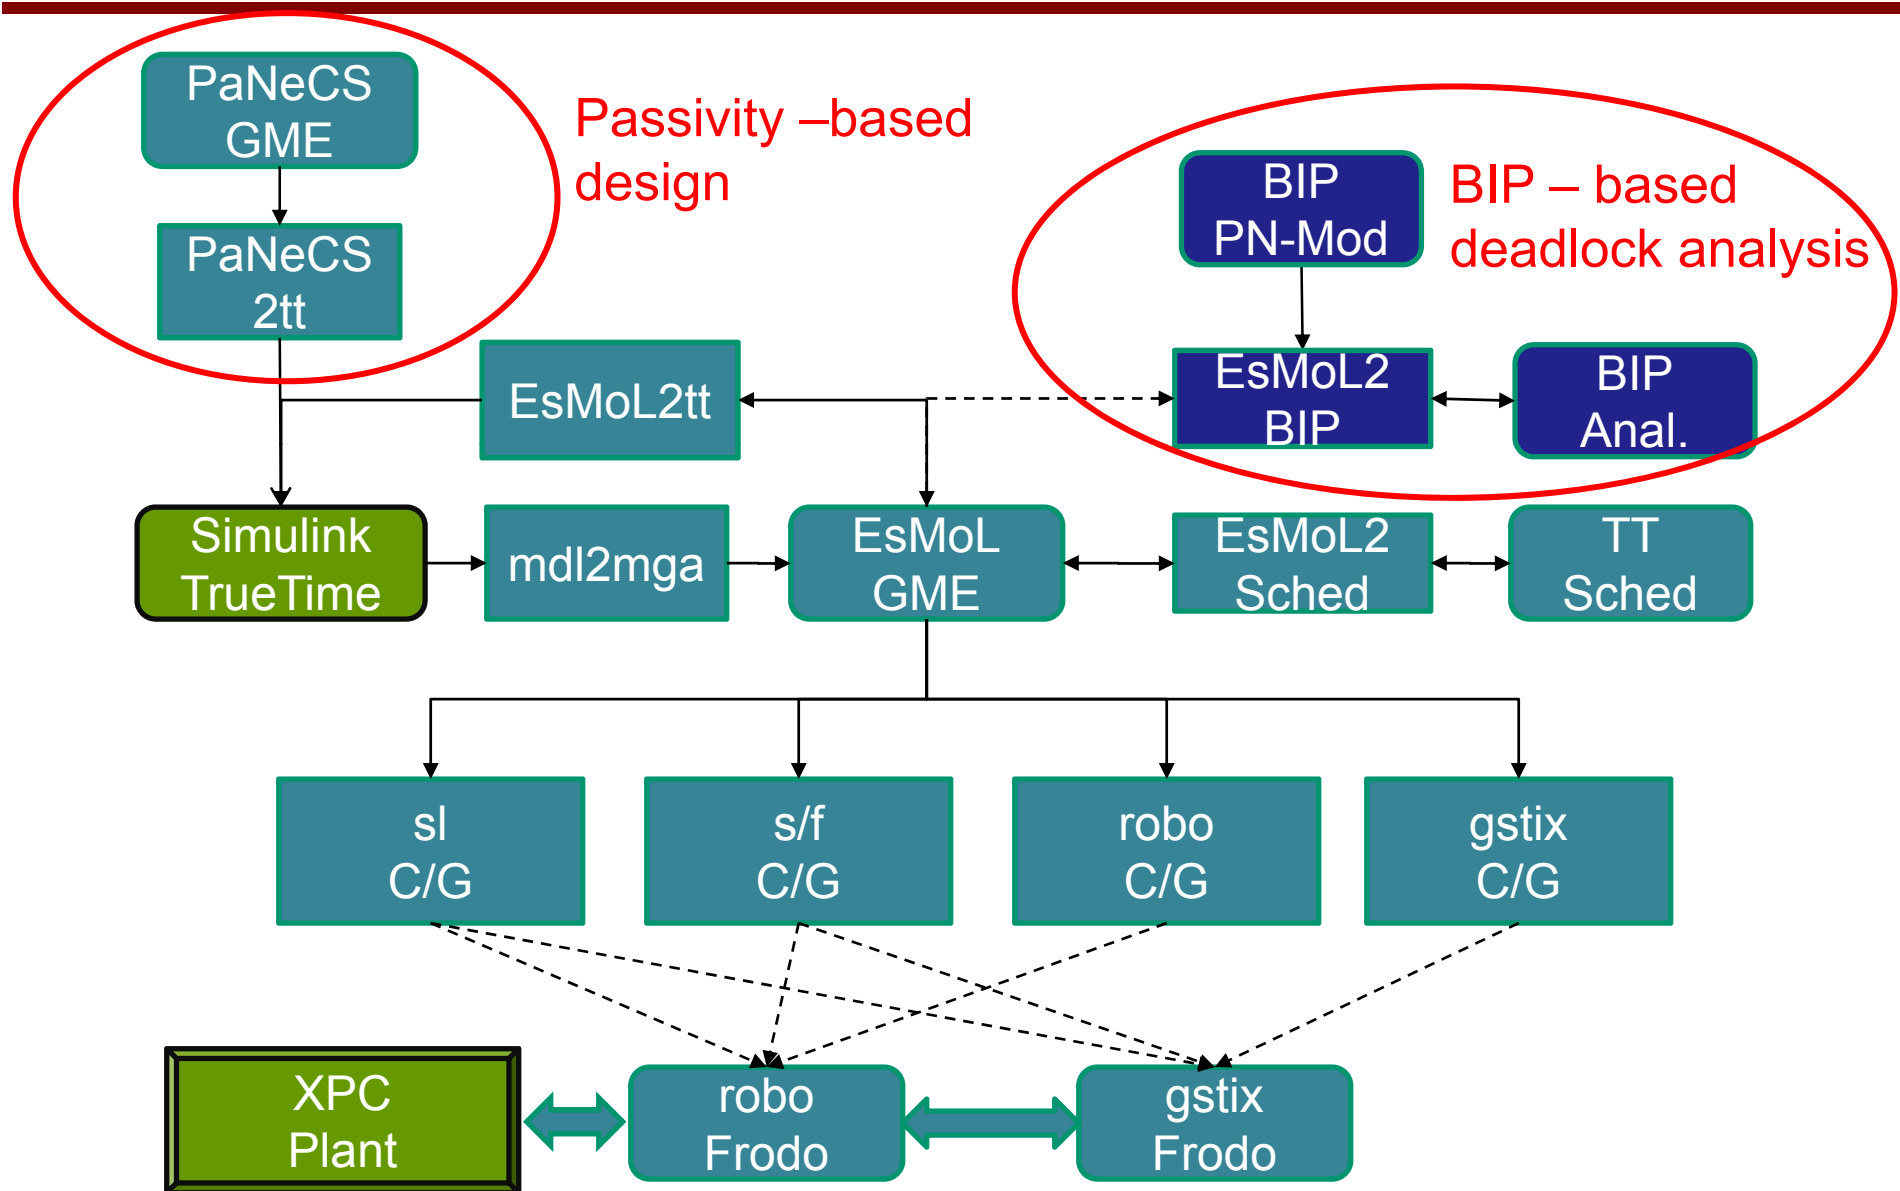 PaNeCS
GME
Passivity –based
design
BIP
PN-Mod
BIP – based
deadlock analysis
PaNeCS
2tt
EsMoL2tt
EsMoL2
BIP
BIP
Anal.
Simulink
TrueTime
mdl2mga
EsMoL
GME
EsMoL2
Sched
TT
Sched
sl
C/G
s/f
C/G
robo
C/G
gstix
C/G
XPC
Plant
robo
Frodo
gstix
Frodo